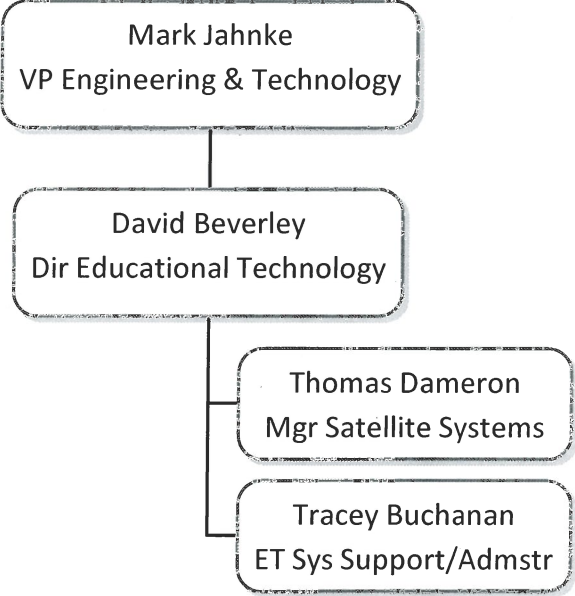 Mark Jahnke
VP Engineering & Technology
David Beverley
Dir Educational Technology
Thomas Dameron
Mgr Satellite Systems
Tracey Buchanan
ET Sys Support/Admstr